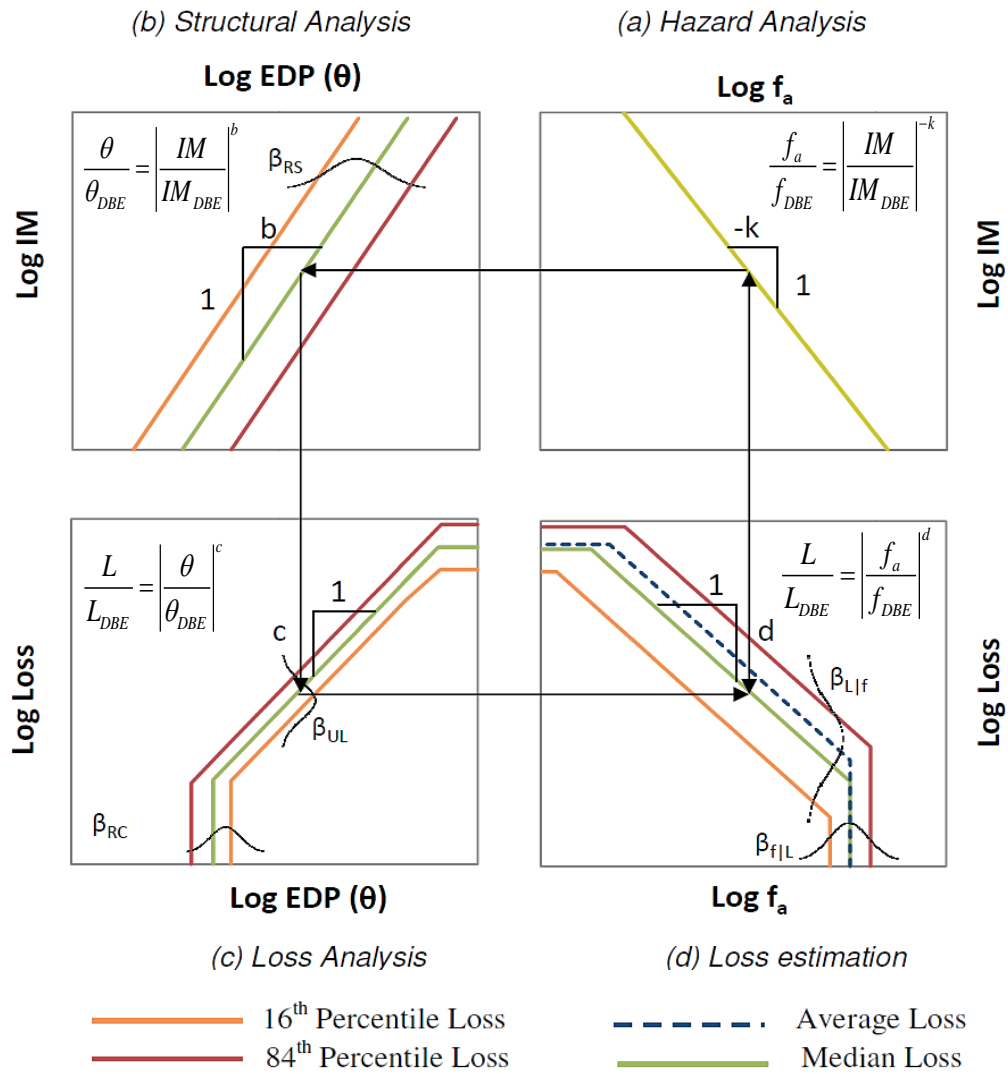 (b) Structural Analysis
(a) Hazard Analysis
Log EDP (θ)
Log fa
θ/θDBE = |IM/IMDBE|^b
βRS
fa/fDBE = |IM/IMDBE|^-k
b
-k
1
1
Log IM
Log IM
L/LDBE = |θ/θDBE|^c
L/LDBE = |fa/fDBE|^d
1
1
c
d
βL|f
βUL
βRC
βf|L
Log Loss
Log Loss
Log EDP (θ)
Log fa
(c) Loss Analysis
(d) Loss estimation
16th Percentile Loss
Average Loss
84th Percentile Loss
Median Loss